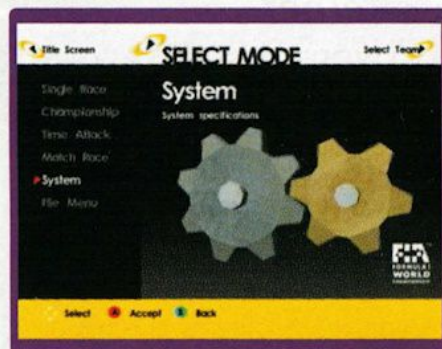 Title Screen
SELECT MODE
Select Team
Single Race
Championship
Time Attack
Match Race
System
File Menu
System
System specifications
FIA
FORMULA 1
WORLD
CHAMPIONSHIP
Select
A Accept
B Back